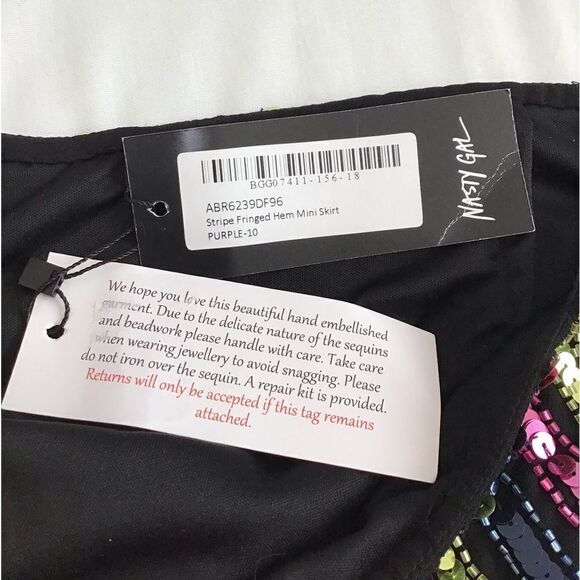 BGG07411-156-18
ABR6239DF96
Stripe Fringed Hem Mini Skirt
PURPLE-10
NASTY GAL
We hope you love this beautiful hand embellished
garment. Due to the delicate nature of the sequins
and beadwork please handle with care. Take care
when wearing jewellery to avoid snagging. Please
do not iron over the sequin. A repair kit is provided.
Returns will only be accepted if this tag remains
attached.